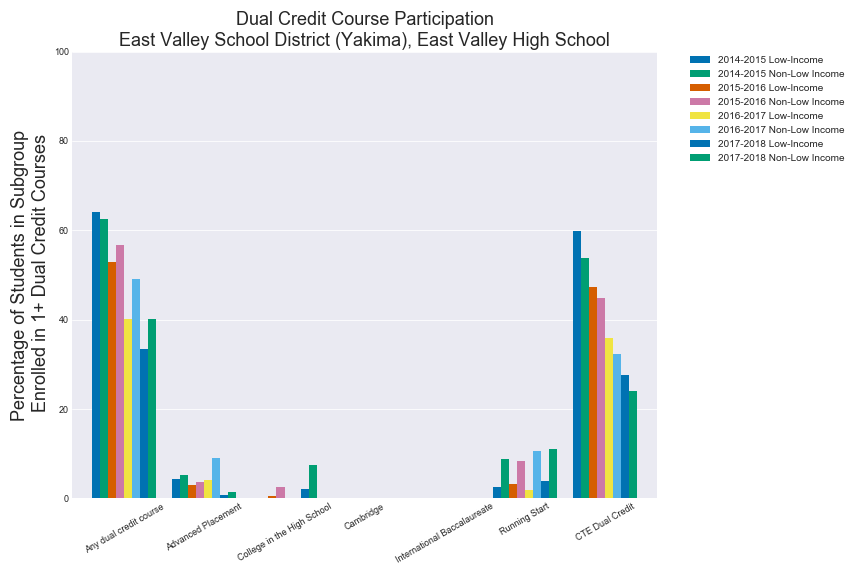 Dual Credit Course Participation
East Valley School District (Yakima), East Valley High School
Percentage of Students in Subgroup
Enrolled in 1+ Dual Credit Courses
100
80
60
40
20
0
Any dual credit course
Advanced Placement
College in the High School
Cambridge
International Baccalaureate
Running Start
CTE Dual Credit
2014-2015 Low-Income
2014-2015 Non-Low Income
2015-2016 Low-Income
2015-2016 Non-Low Income
2016-2017 Low-Income
2016-2017 Non-Low Income
2017-2018 Low-Income
2017-2018 Non-Low Income